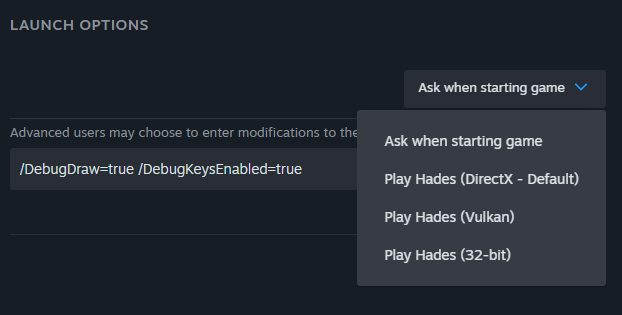 LAUNCH OPTIONS
Ask when starting game
Advanced users may choose to enter modifications to the
/DebugDraw=true /DebugKeysEnabled=true
Ask when starting game
Play Hades (DirectX - Default)
Play Hades (Vulkan)
Play Hades (32-bit)